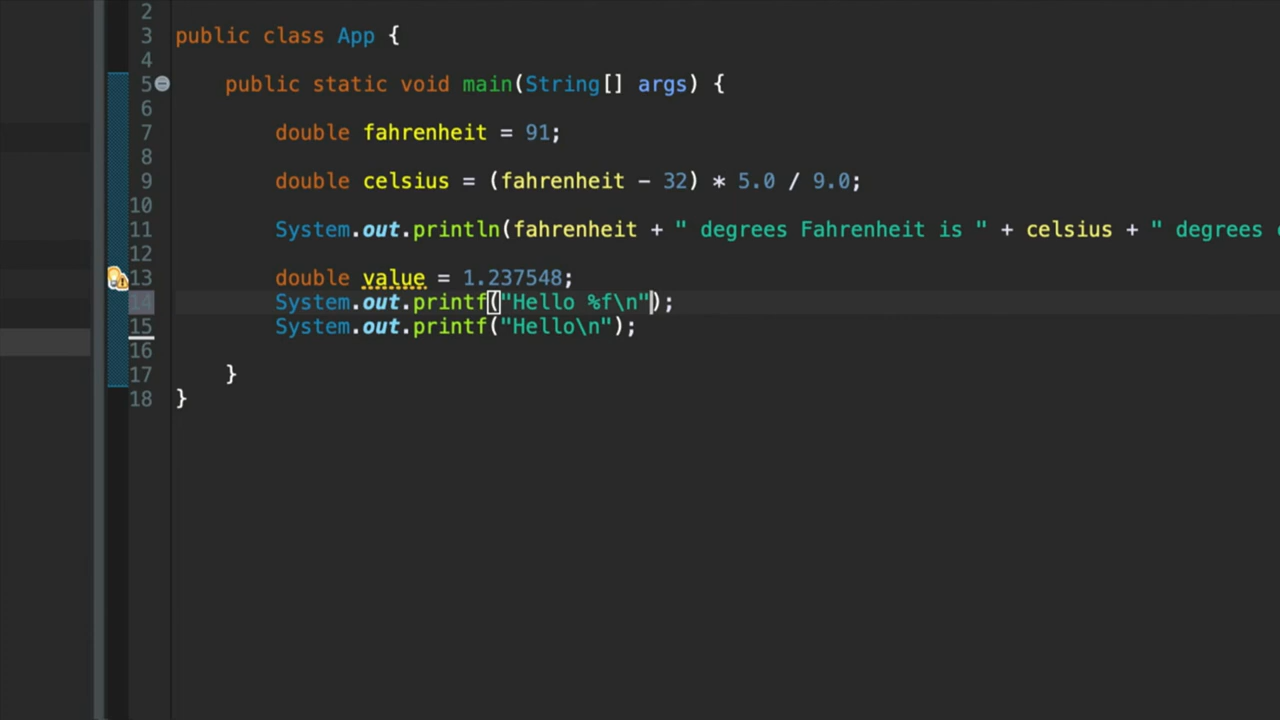 2
3 public class App {
4
5 public static void main(String[] args) {
6
7 double fahrenheit = 91;
8
9 double celsius = (fahrenheit - 32) * 5.0 / 9.0;
10
11 System.out.println(fahrenheit + " degrees Fahrenheit is " + celsius + " degrees
12
13 double value = 1.237548;
14 System.out.printf("Hello %f\n");
15 System.out.printf("Hello\n");
16
17 }
18 }